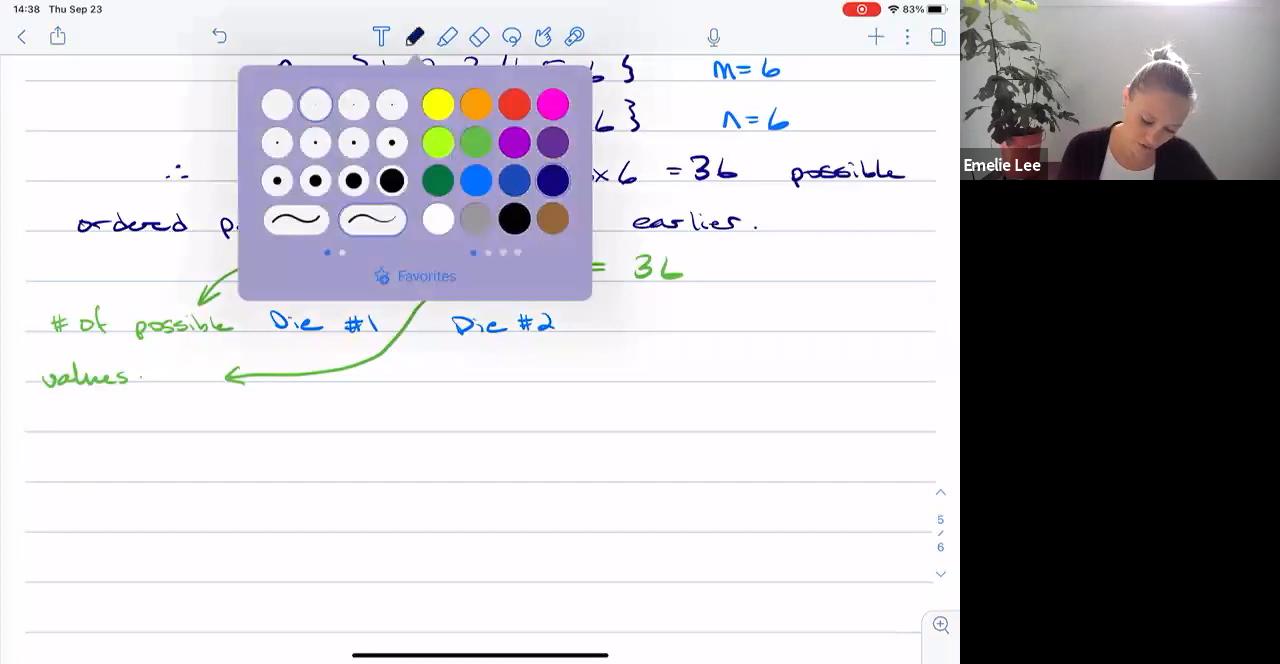 14:38 Thu Sep 23 83%
T
m=6
6} n=6
∴ x6 =36 possible
ordered earlier.
= 36
Favorites
# of possible Die #1 Die #2
values.
5
/
6
Emelie Lee